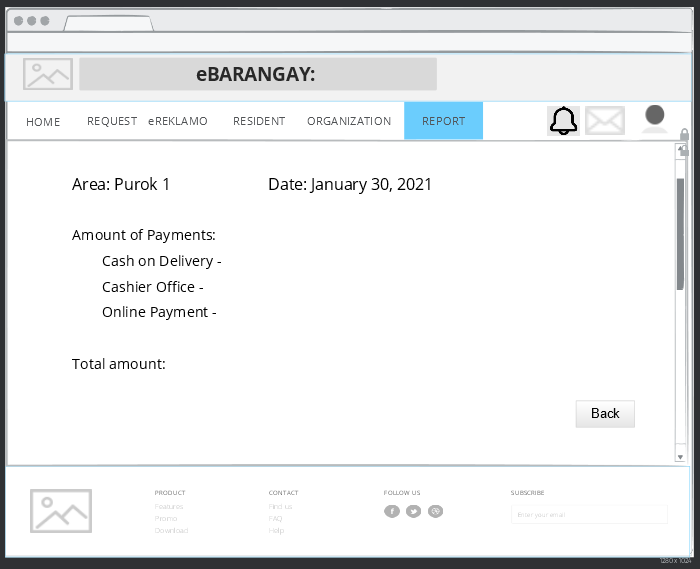 eBARANGAY:
HOME REQUEST eREKLAMO RESIDENT ORGANIZATION REPORT
Area: Purok 1 Date: January 30, 2021
Amount of Payments:
Cash on Delivery -
Cashier Office -
Online Payment -
Total amount:
Back
PRODUCT CONTACT FOLLOW US SUBSCRIBE
Features Find us
Promo FAQ Enter your email
Download Help
1280 x 1024